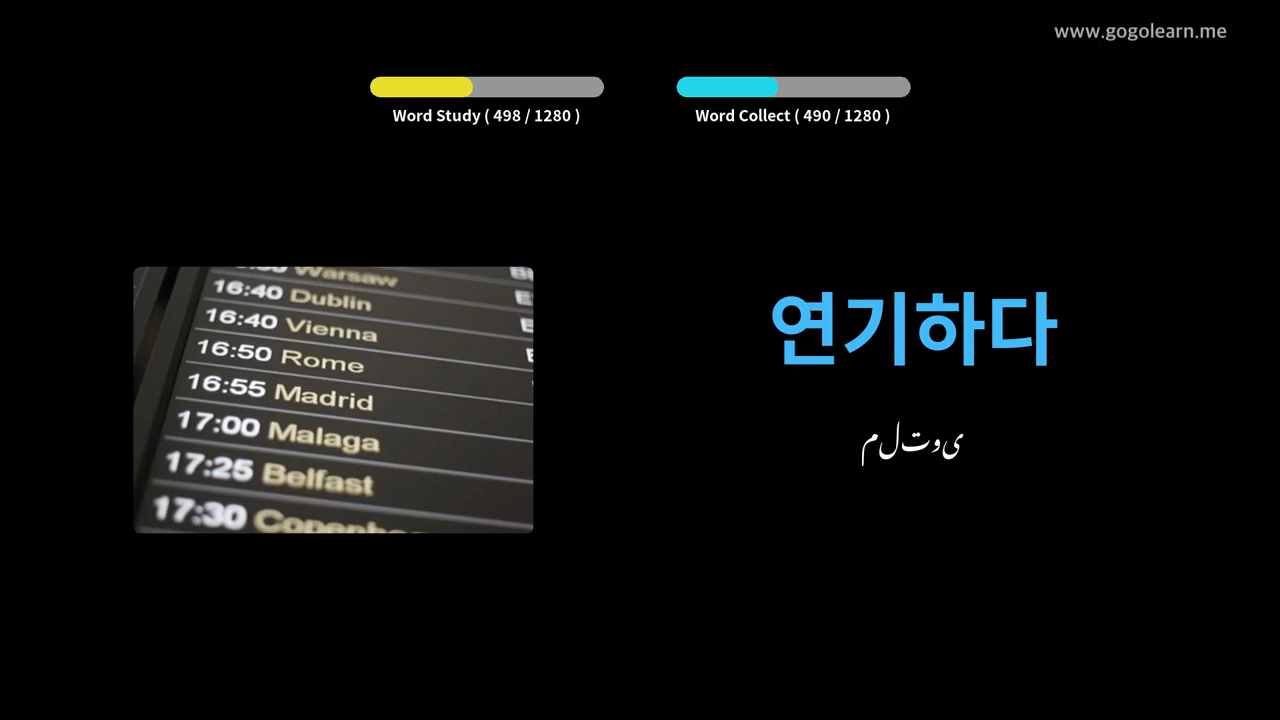 www.gogolearn.me
Word Study ( 498 / 1280 )
Word Collect ( 490 / 1280 )
Warsaw
16:40 Dublin
16:40 Vienna
16:50 Rome
16:55 Madrid
17:00 Malaga
17:25 Belfast
17:30 Copenh
연기하다
ملتوی